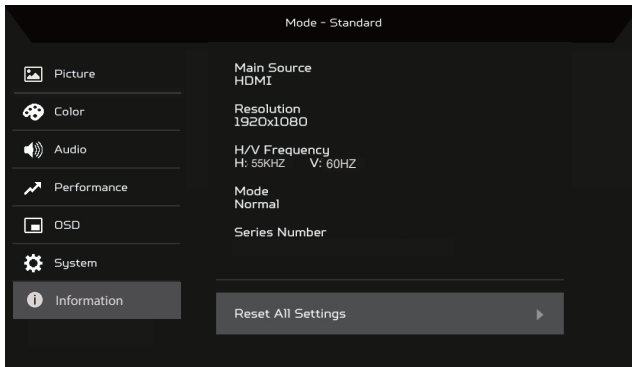 Mode - Standard
Picture
Color
Audio
Performance
OSD
System
Information
Main Source
HDMI
Resolution
1920x1080
H/V Frequency
H: 55KHZ V: 60HZ
Mode
Normal
Series Number
Reset All Settings